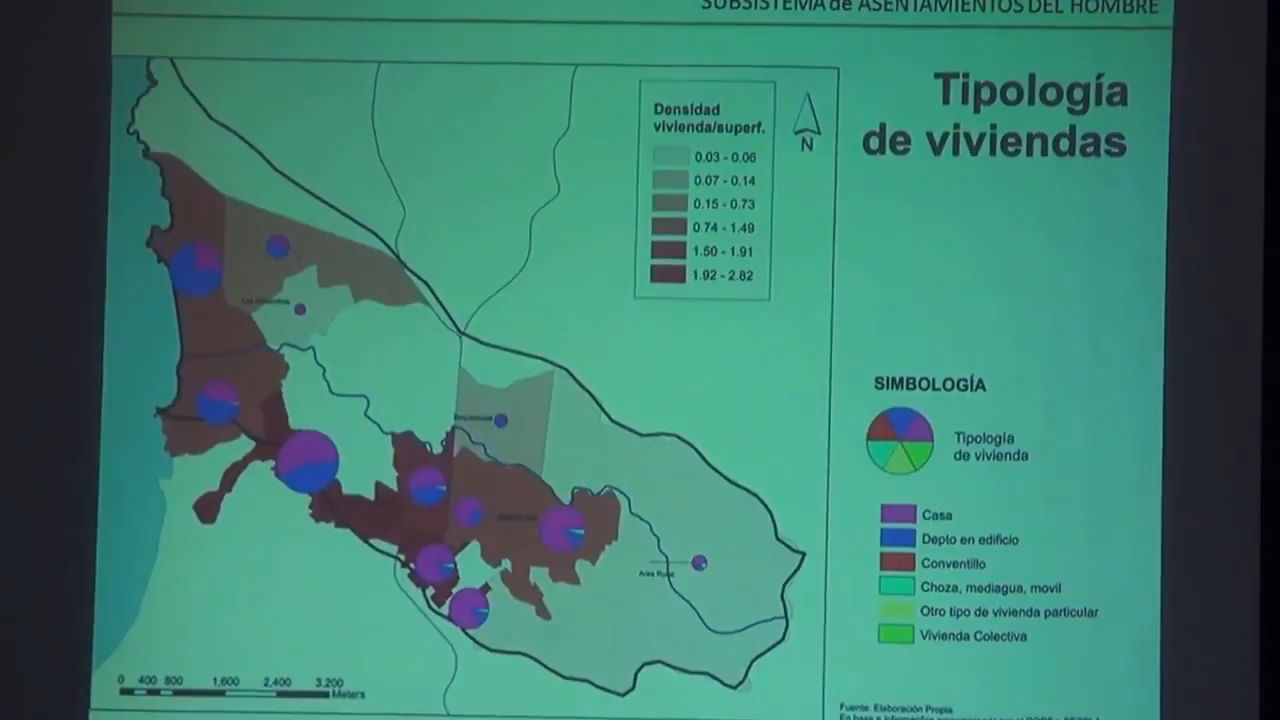 SUBSISTEMA de ASENTAMIENTOS DEL HOMBRE
Tipología
de viviendas
Densidad
vivienda/superf.
0.03 - 0.06
0.07 - 0.14
0.15 - 0.73
0.74 - 1.49
1.50 - 1.91
1.92 - 2.82
N
SIMBOLOGÍA
Tipología
de vivienda
Casa
Depto en edificio
Conventillo
Choza, mediagua, movil
Otro tipo de vivienda particular
Vivienda Colectiva
0 400 800 1,600 2,400 3,200
Meters
Fuente: Elaboración Propia
En base a información